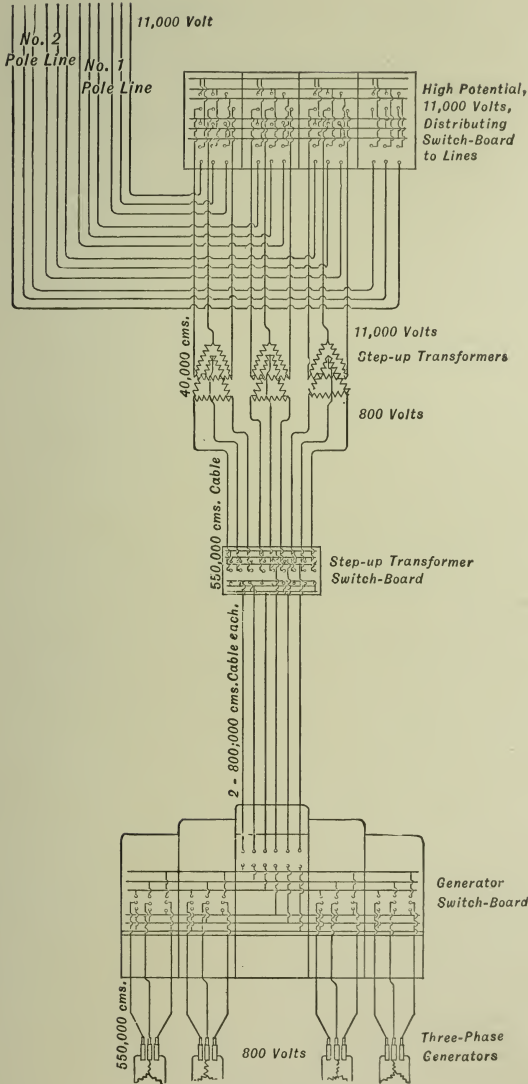 11,000 Volt
No. 2
Pole Line
No. 1
Pole Line
High Potential,
11,000 Volts,
Distributing
Switch-Board
to Lines
40,000 cms.
11,000 Volts
Step-up Transformers
800 Volts
550,000 cms. Cable
Step-up Transformer
Switch-Board
2 - 800,000 cms. Cable each.
Generator
Switch-Board
550,000 cms.
800 Volts
Three-Phase
Generators